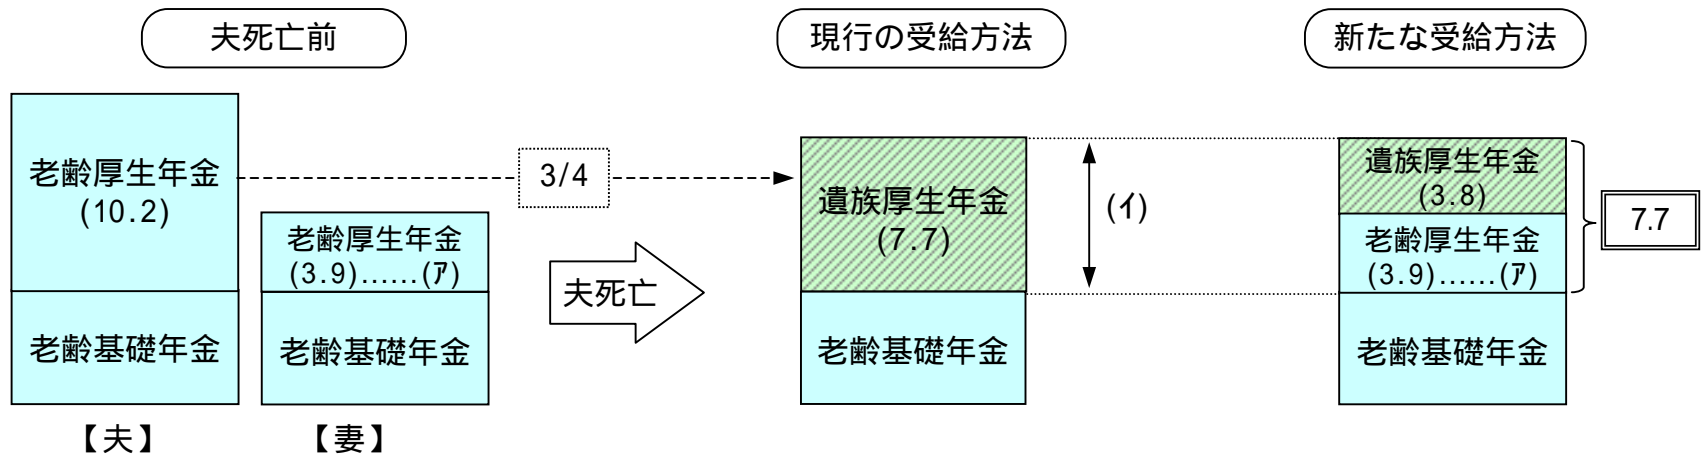 夫死亡前
現行の受給方法
新たな受給方法
老齢厚生年金
(10.2)
老齢基礎年金
【夫】
老齢厚生年金
(3.9)……(ｱ)
老齢基礎年金
【妻】
3/4
夫死亡
遺族厚生年金
(7.7)
老齢基礎年金
(ｲ)
遺族厚生年金
(3.8)
老齢厚生年金
(3.9)……(ｱ)
老齢基礎年金
7.7